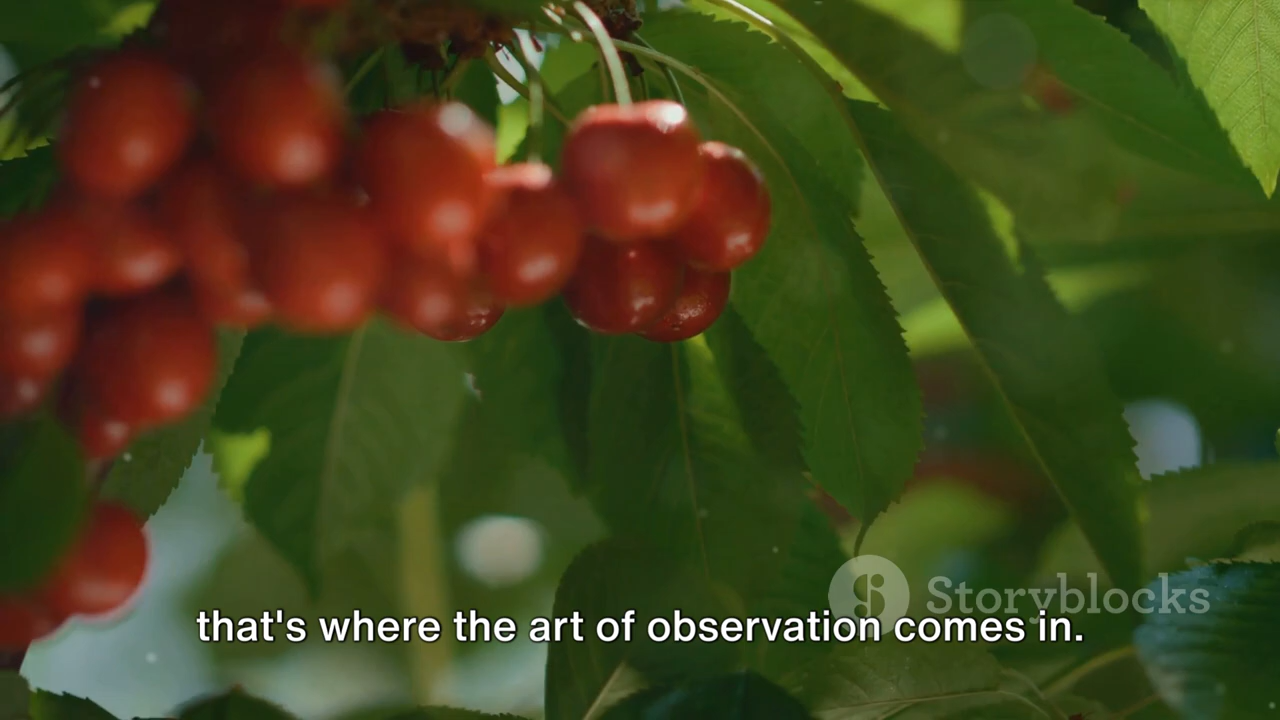 Storyblocks
that's where the art of observation comes in.